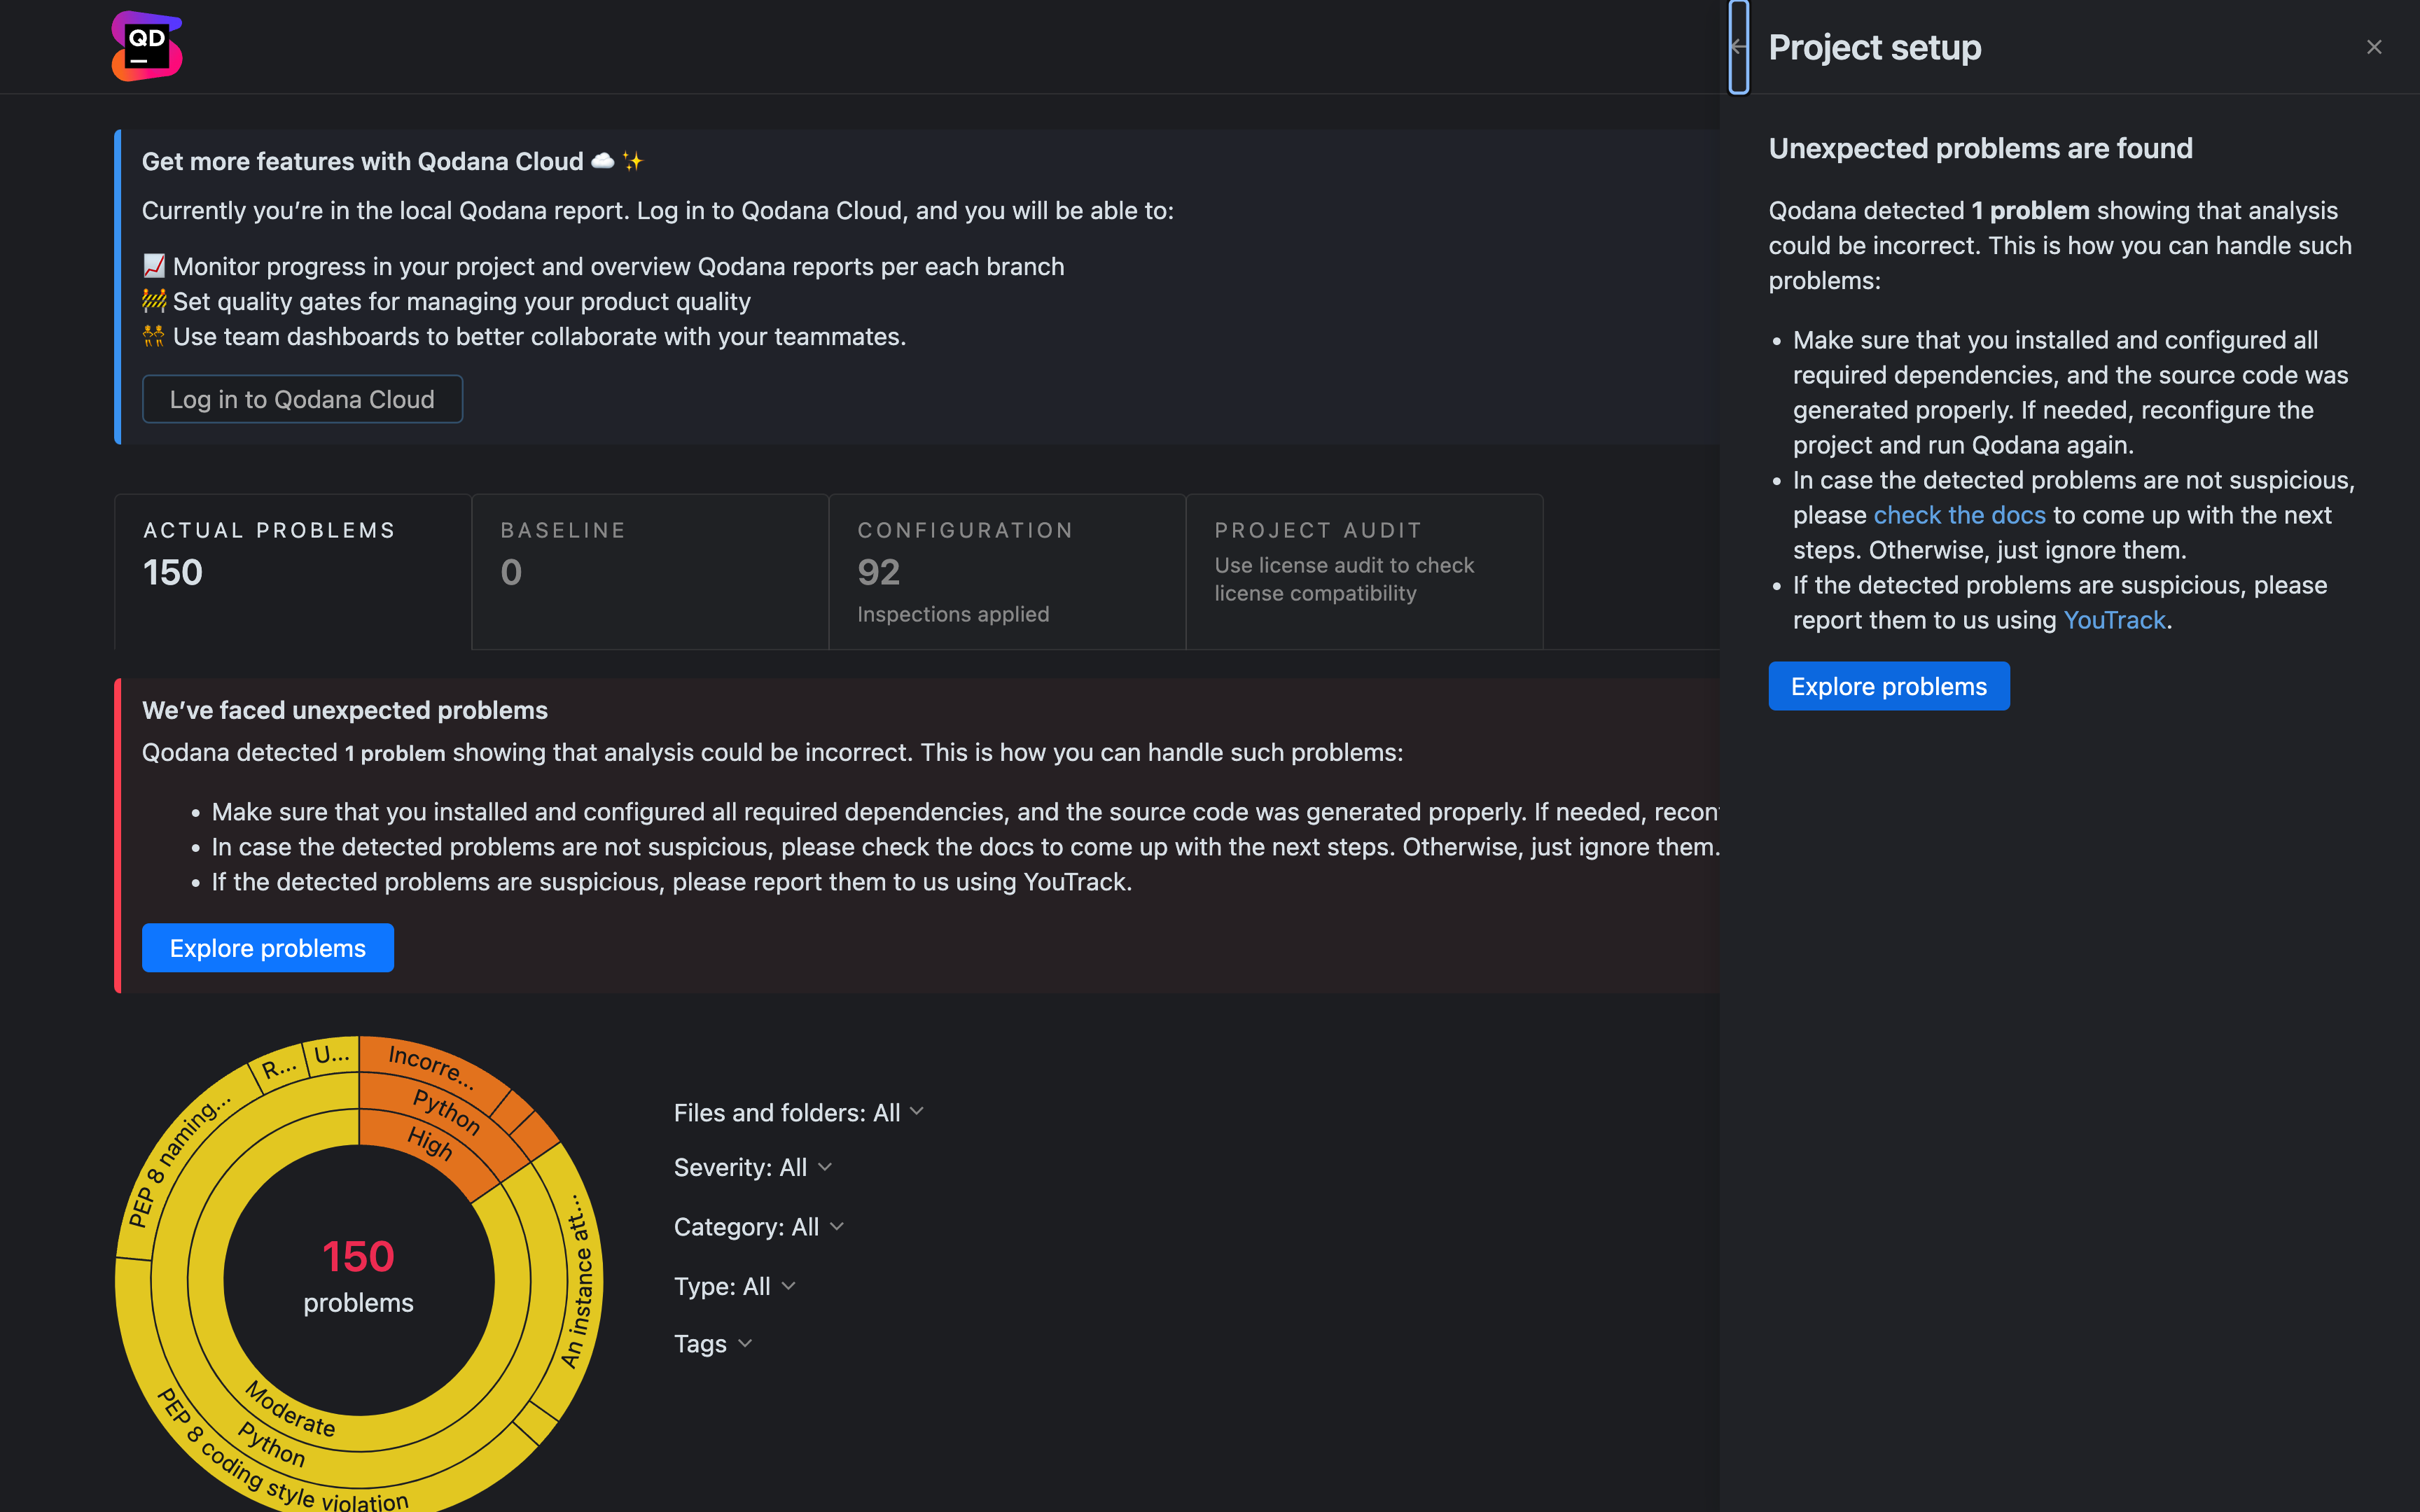 QD
Get more features with Qodana Cloud ☁️✨
Currently you’re in the local Qodana report. Log in to Qodana Cloud, and you will be able to:
📈 Monitor progress in your project and overview Qodana reports per each branch
🚧 Set quality gates for managing your product quality
👯 Use team dashboards to better collaborate with your teammates.
Log in to Qodana Cloud
ACTUAL PROBLEMS
150
BASELINE
0
CONFIGURATION
92
Inspections applied
PROJECT AUDIT
Use license audit to check
license compatibility
We’ve faced unexpected problems
Qodana detected 1 problem showing that analysis could be incorrect. This is how you can handle such problems:
• Make sure that you installed and configured all required dependencies, and the source code was generated properly. If needed,
• In case the detected problems are not suspicious, please check the docs to come up with the next steps. Otherwise, just ignore them.
• If the detected problems are suspicious, please report them to us using YouTrack.
Explore problems
Incorre...
Python
High
An instance att...
U...
R...
PEP 8 naming...
PEP 8 coding style violation
Python
Moderate
150
problems
Files and folders: All
Severity: All
Category: All
Type: All
Tags
Project setup
Unexpected problems are found
Qodana detected 1 problem showing that analysis
could be incorrect. This is how you can handle such
problems:
• Make sure that you installed and configured all
required dependencies, and the source code was
generated properly. If needed, reconfigure the
project and run Qodana again.
• In case the detected problems are not suspicious,
please check the docs to come up with the next
steps. Otherwise, just ignore them.
• If the detected problems are suspicious, please
report them to us using YouTrack.
Explore problems